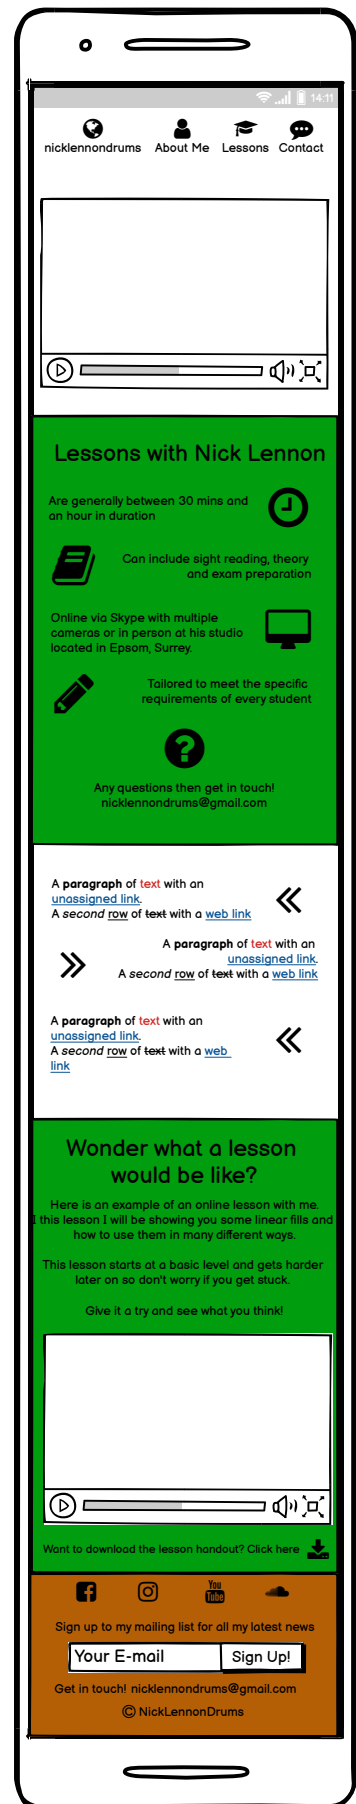 14:11
nicklennondrums About Me Lessons Contact
Lessons with Nick Lennon
Are generally between 30 mins and
an hour in duration
Can include sight reading, theory
and exam preparation
Online via Skype with multiple
cameras or in person at his studio
located in Epsom, Surrey.
Tailored to meet the specific
requirements of every student
Any questions then get in touch!
nicklennondrums@gmail.com
A paragraph of text with an
unassigned link.
A second row of text with a web link
A paragraph of text with an
unassigned link.
A second row of text with a web link
A paragraph of text with an
unassigned link.
A second row of text with a web
link
Wonder what a lesson
would be like?
Here is an example of an online lesson with me.
I this lesson I will be showing you some linear fills and
how to use them in many different ways.
This lesson starts at a basic level and gets harder
later on so don't worry if you get stuck.
Give it a try and see what you think!
Want to download the lesson handout? Click here
You
Tube
Sign up to my mailing list for all my latest news
Your E-mail Sign Up!
Get in touch! nicklennondrums@gmail.com
© NickLennonDrums